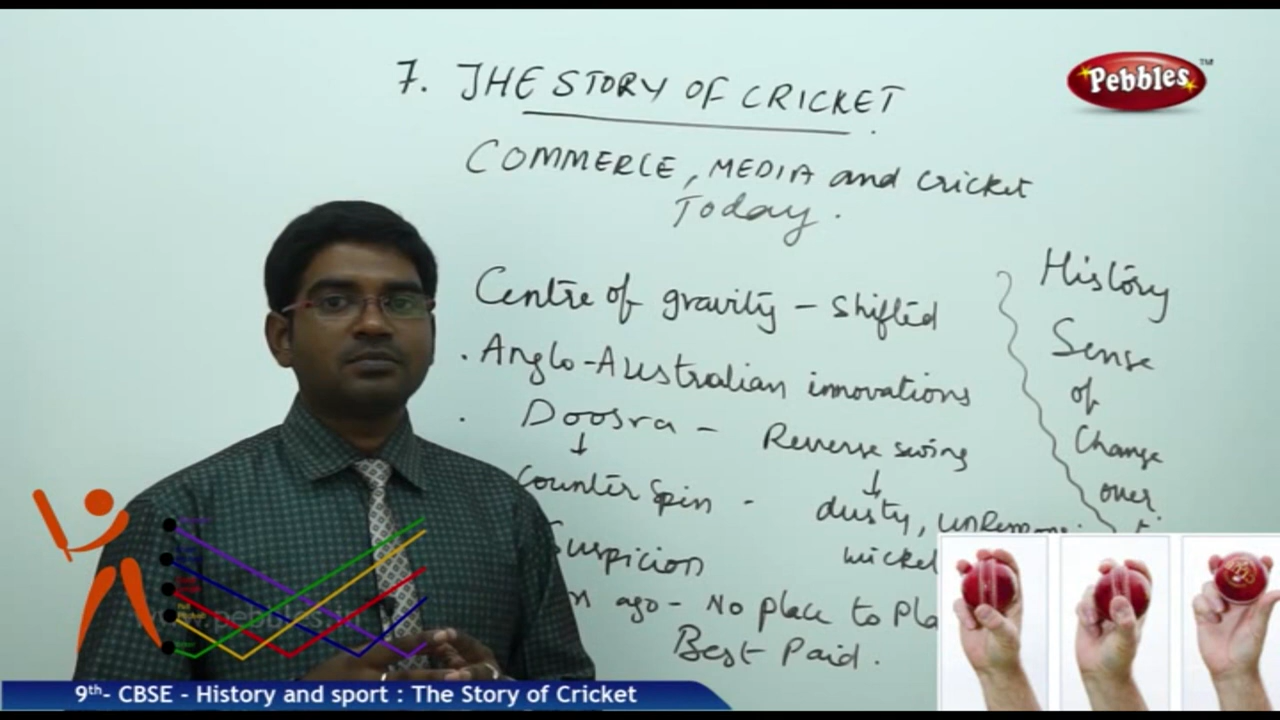 Pebbles™
7. THE STORY OF CRICKET
COMMERCE, MEDIA and cricket
Today.
Centre of gravity - Shifted
. Anglo-Australian innovations
. Doosra - Reverse swing
↓ ↓
Counter Spin - dusty,
Suspicion
ago - No place to
Best Paid.
History
Sense
of
Change
over
9th- CBSE - History and sport : The Story of Cricket